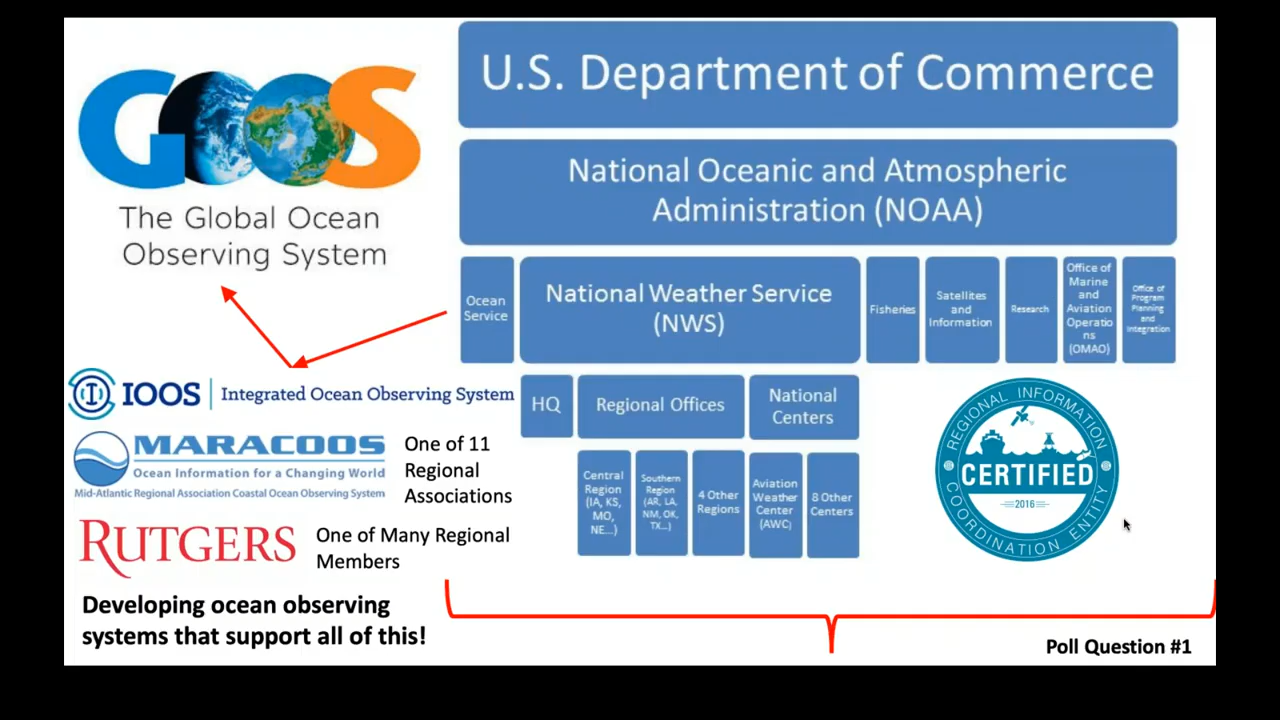 GOOS
The Global Ocean
Observing System
U.S. Department of Commerce
National Oceanic and Atmospheric
Administration (NOAA)
Ocean
Service
National Weather Service
(NWS)
Fisheries
Satellites
and
Information
Research
Office of
Marine
and
Aviation
Operatio
ns
(OMAO)
Office of
Program
Planning
and
Integration
HQ
Regional Offices
National
Centers
Central
Region
(IA, KS,
MO,
NE...)
Southern
Region
(AR, LA,
NM, OK,
TX...)
4 Other
Regions
Aviation
Weather
Center
(AWC)
8 Other
Centers
IOOS
Integrated Ocean Observing System
MARACOOS
Ocean Information for a Changing World
Mid-Atlantic Regional Association Coastal Ocean Observing System
One of 11
Regional
Associations
RUTGERS
One of Many Regional
Members
Developing ocean observing
systems that support all of this!
REGIONAL INFORMATION
CERTIFIED
2016
COORDINATION ENTITY
Poll Question #1